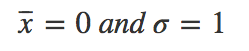 x̅ = 0 and σ = 1